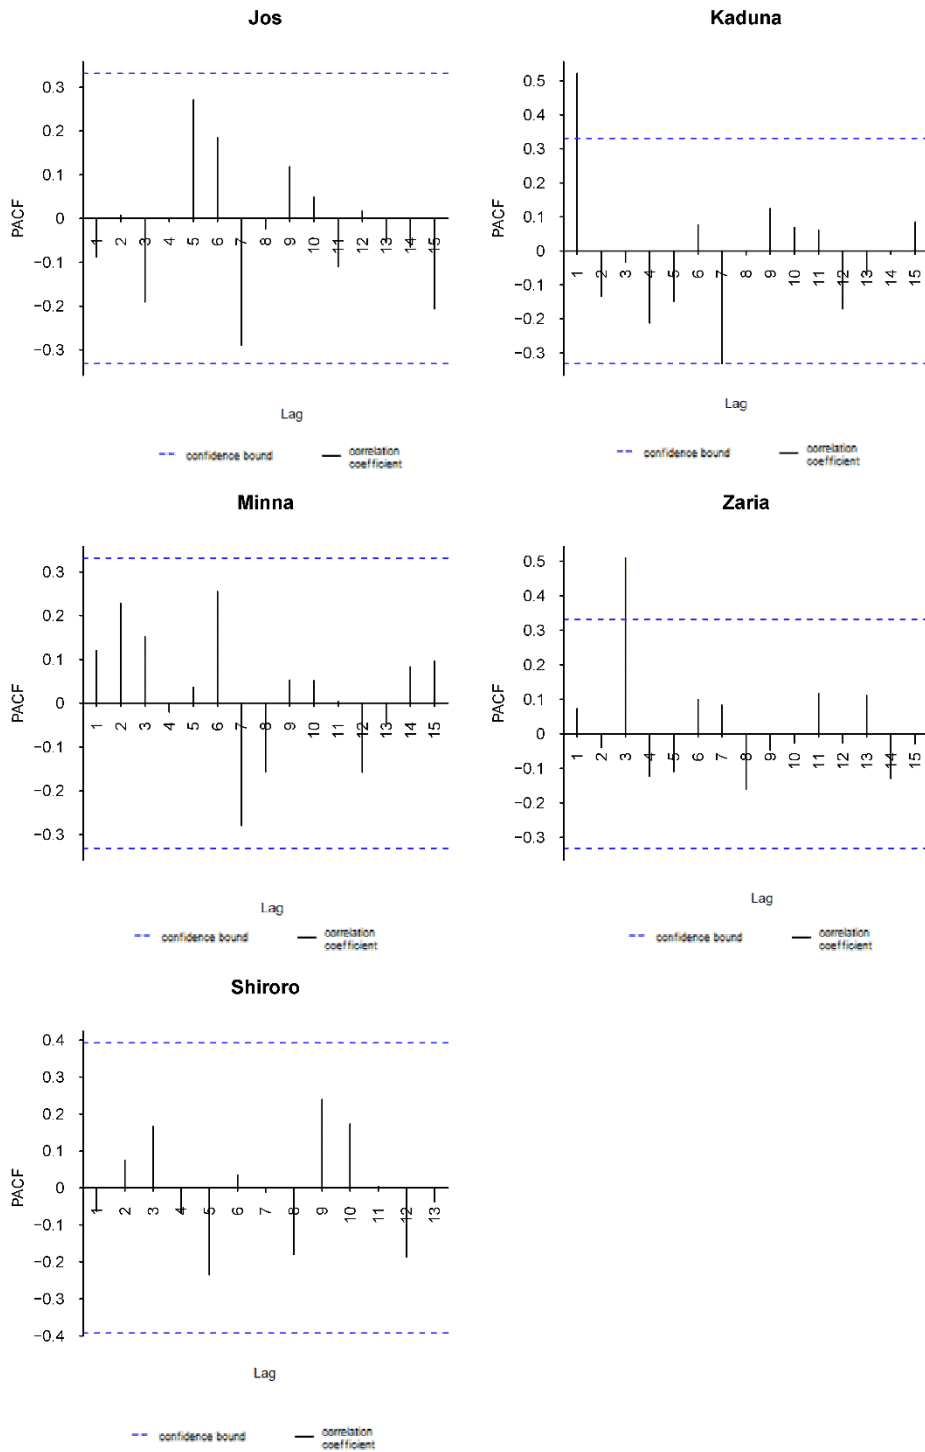 Jos
PACF
0.3
0.2
0.1
0
−0.1
−0.2
−0.3
1 2 3 4 5 6 7 8 9 10 11 12 13 14 15
Lag
confidence bound
correlation
coefficient
Kaduna
PACF
0.5
0.4
0.3
0.2
0.1
0
−0.1
−0.2
−0.3
1 2 3 4 5 6 7 8 9 10 11 12 13 14 15
Lag
confidence bound
correlation
coefficient
Minna
PACF
0.3
0.2
0.1
0
−0.1
−0.2
−0.3
1 2 3 4 5 6 7 8 9 10 11 12 13 14 15
Lag
confidence bound
correlation
coefficient
Zaria
PACF
0.5
0.4
0.3
0.2
0.1
0
−0.1
−0.2
−0.3
1 2 3 4 5 6 7 8 9 10 11 12 13 14 15
Lag
confidence bound
correlation
coefficient
Shiroro
PACF
0.4
0.3
0.2
0.1
0
−0.1
−0.2
−0.3
−0.4
1 2 3 4 5 6 7 8 9 10 11 12 13
Lag
confidence bound
correlation
coefficient